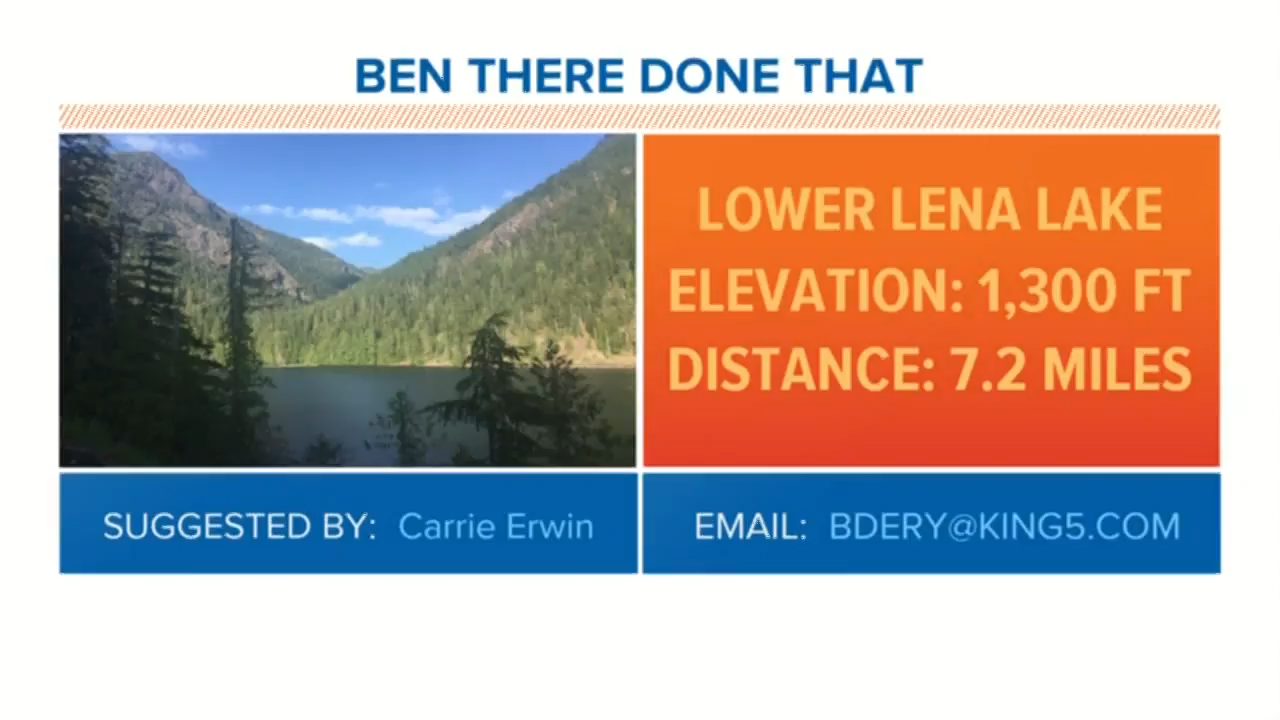 BEN THERE DONE THAT
LOWER LENA LAKE
ELEVATION: 1,300 FT
DISTANCE: 7.2 MILES
SUGGESTED BY: Carrie Erwin
EMAIL: BDERY@KING5.COM